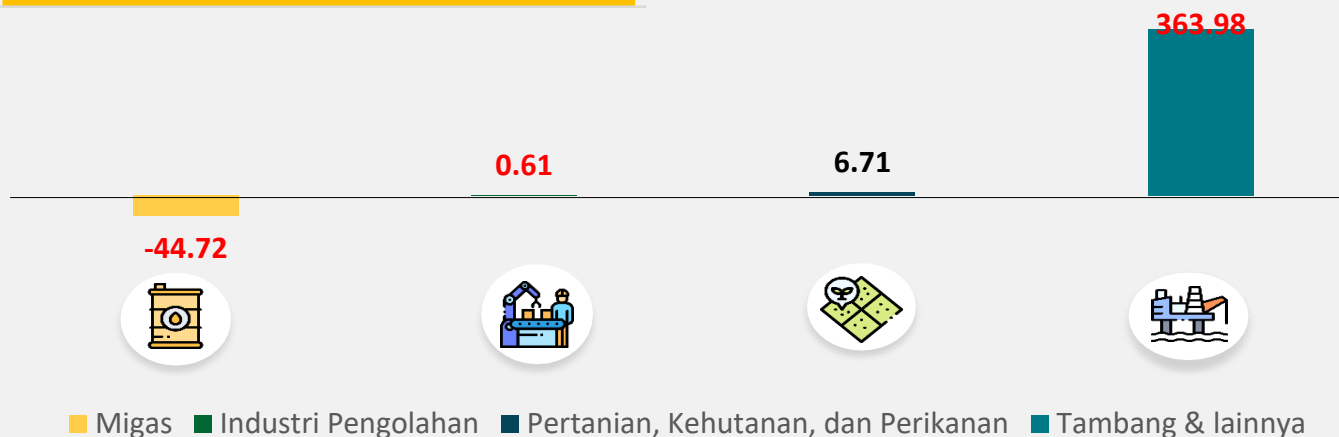 363.98
0.61
6.71
-44.72
Migas Industri Pengolahan Pertanian, Kehutanan, dan Perikanan Tambang & lainnya